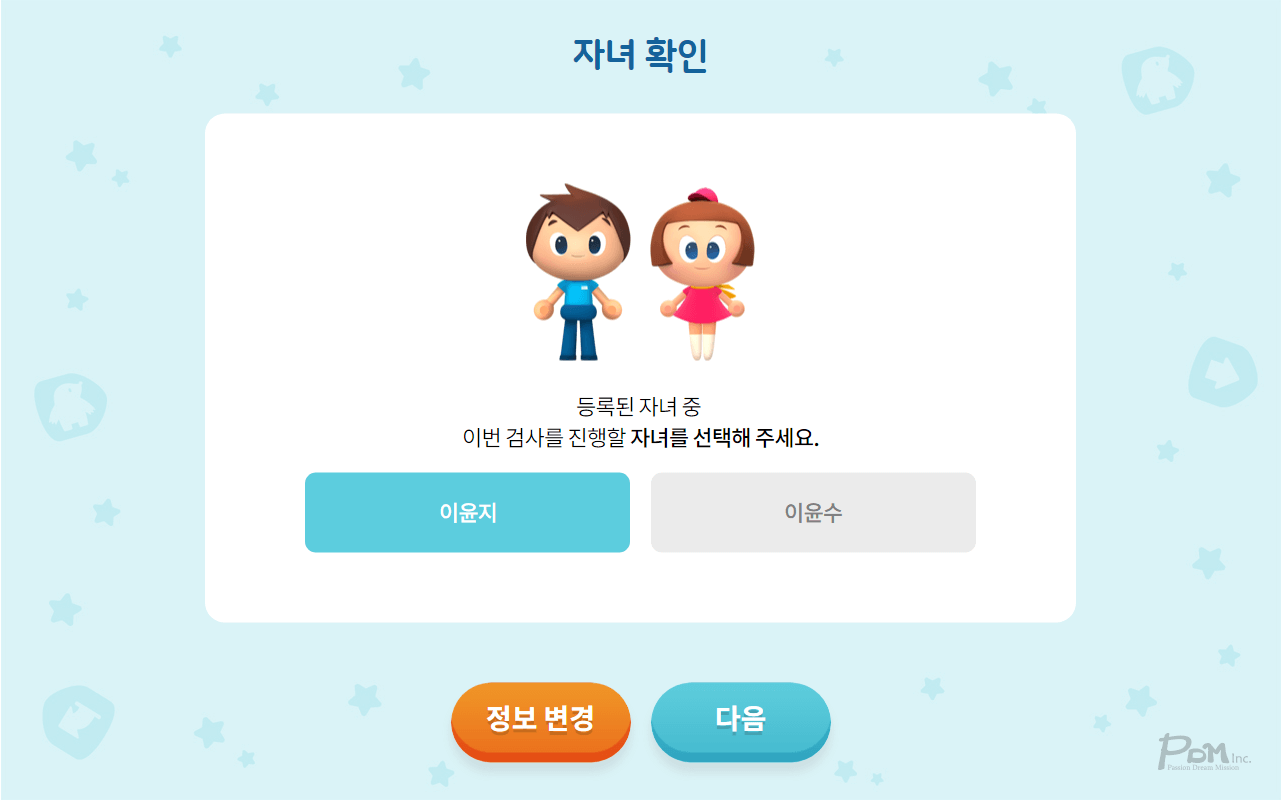 자녀 확인
등록된 자녀 중
이번 검사를 진행할 자녀를 선택해 주세요.
이윤지
이윤수
정보 변경
다음
PDM Inc.
Passion Dream Mission